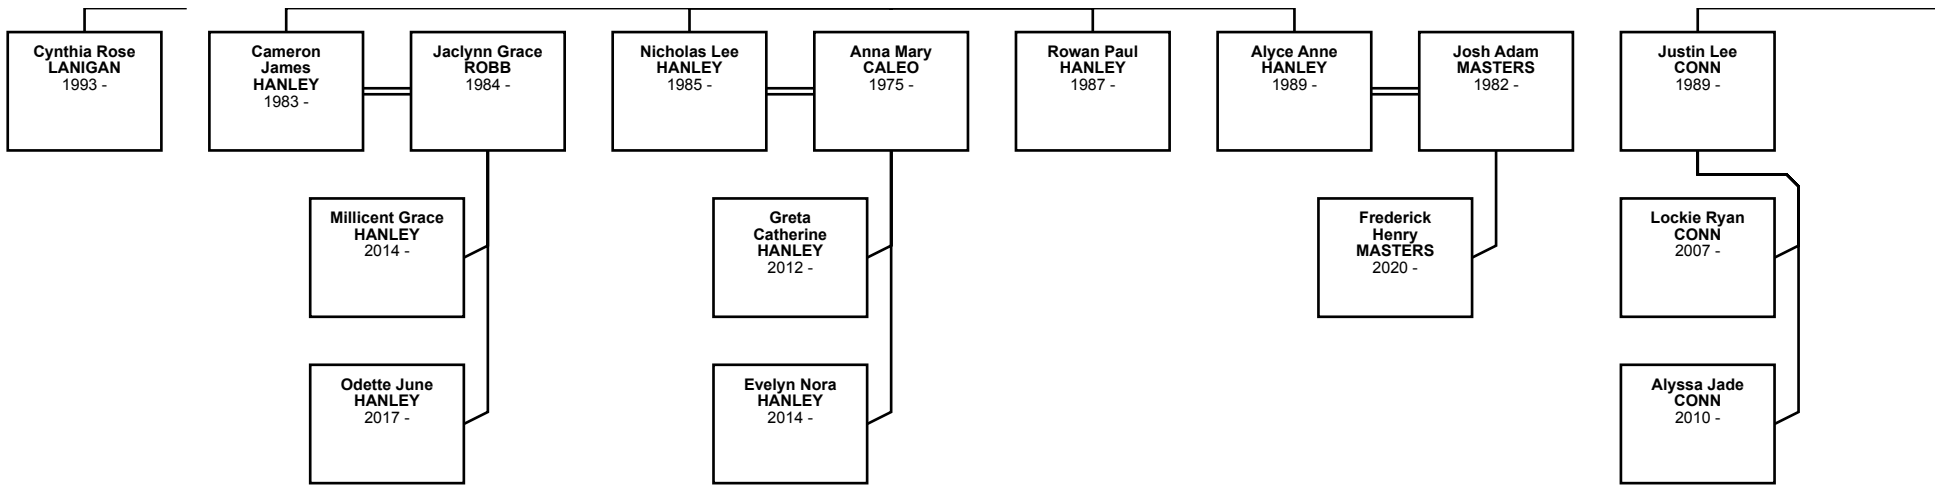 Cynthia Rose
LANIGAN
1993 -
Cameron
James
HANLEY
1983 -
Jaclynn Grace
ROBB
1984 -
Nicholas Lee
HANLEY
1985 -
Anna Mary
CALEO
1975 -
Rowan Paul
HANLEY
1987 -
Alyce Anne
HANLEY
1989 -
Josh Adam
MASTERS
1982 -
Justin Lee
CONN
1989 -
Millicent Grace
HANLEY
2014 -
Greta
Catherine
HANLEY
2012 -
Frederick
Henry
MASTERS
2020 -
Lockie Ryan
CONN
2007 -
Odette June
HANLEY
2017 -
Evelyn Nora
HANLEY
2014 -
Alyssa Jade
CONN
2010 -